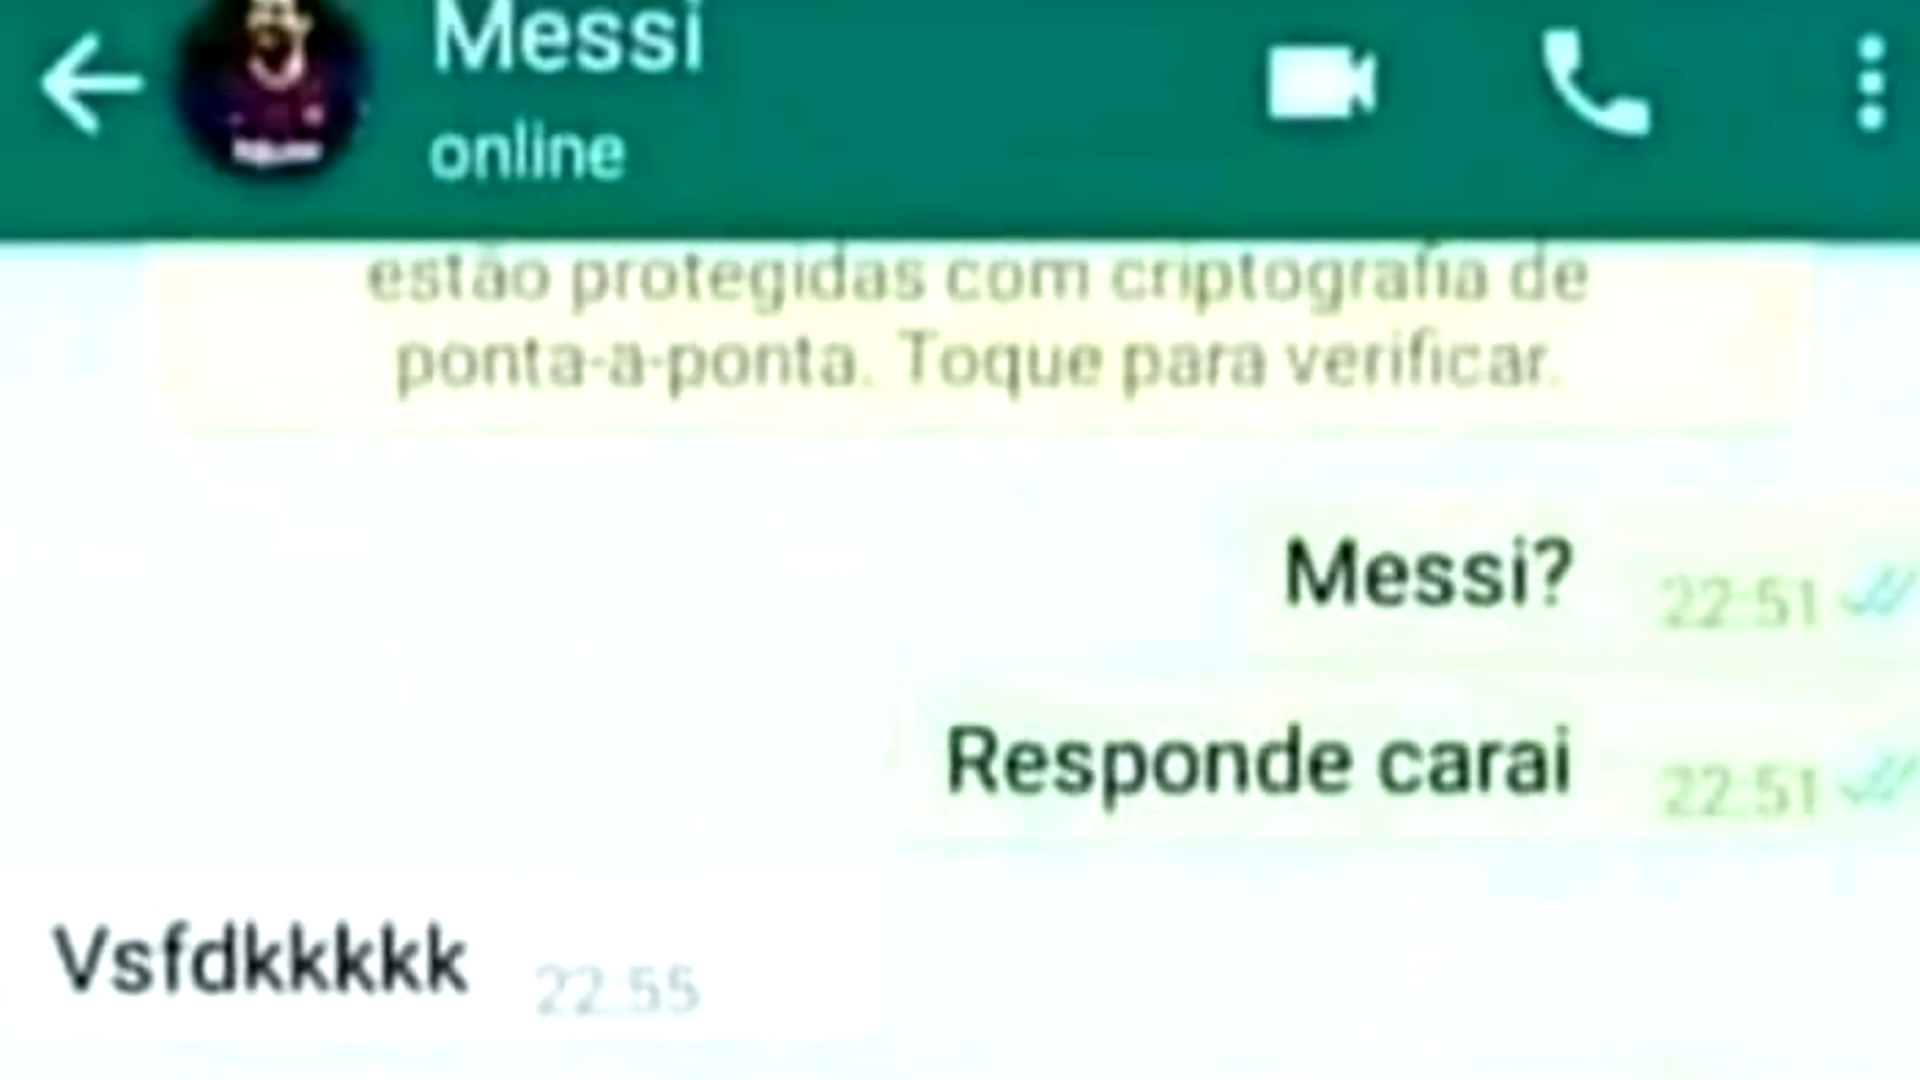 Messi
online
estão protegidas com criptografia de
ponta-a-ponta. Toque para verificar.
Messi?
22:51
Responde carai
22:51
Vsfdkkkkk
22:55